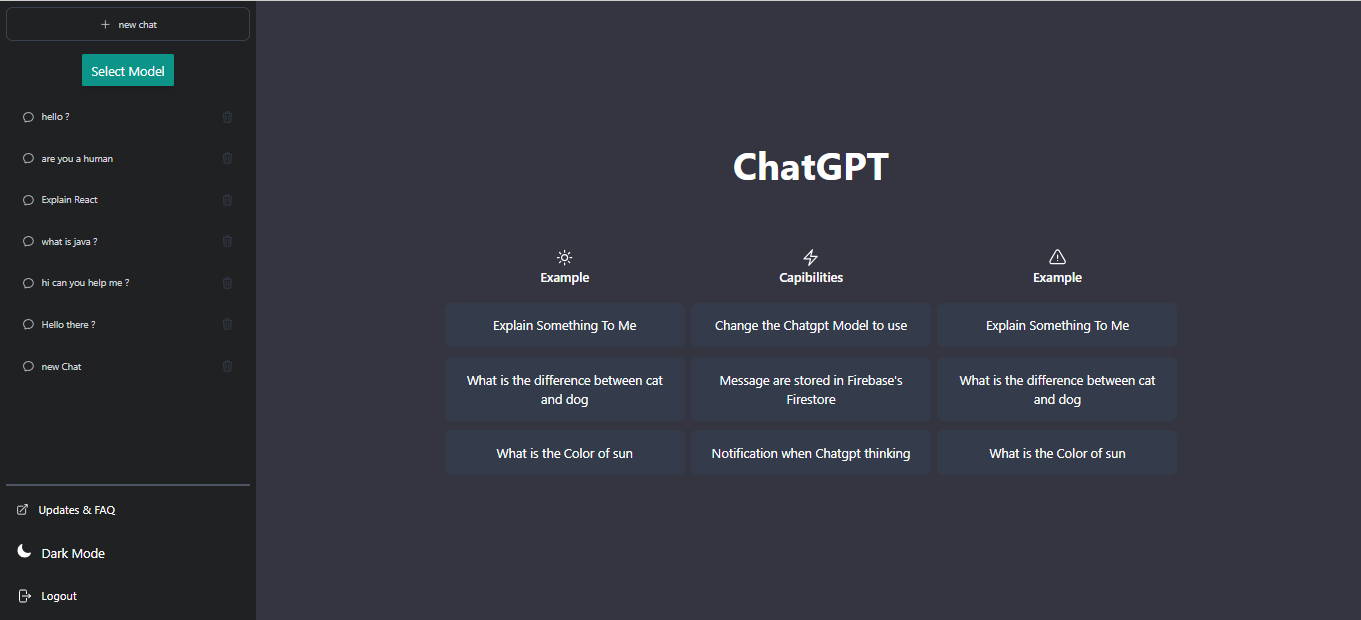 new chat
Select Model
hello ?
are you a human
Explain React
what is java ?
hi can you help me ?
Hello there ?
new Chat
Updates & FAQ
Dark Mode
Logout
ChatGPT
Example
Explain Something To Me
What is the difference between cat
and dog
What is the Color of sun
Capibilities
Change the Chatgpt Model to use
Message are stored in Firebase's
Firestore
Notification when Chatgpt thinking
Example
Explain Something To Me
What is the difference between cat
and dog
What is the Color of sun